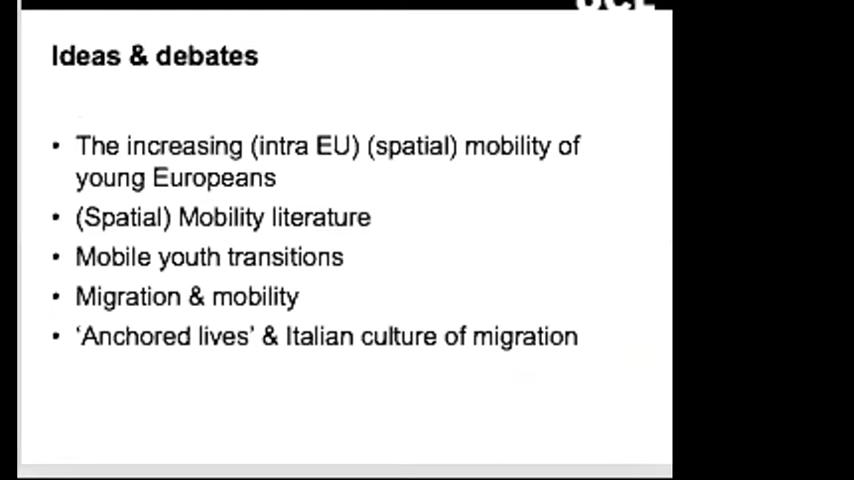 Ideas & debates
• The increasing (intra EU) (spatial) mobility of
young Europeans
• (Spatial) Mobility literature
• Mobile youth transitions
• Migration & mobility
• ‘Anchored lives’ & Italian culture of migration